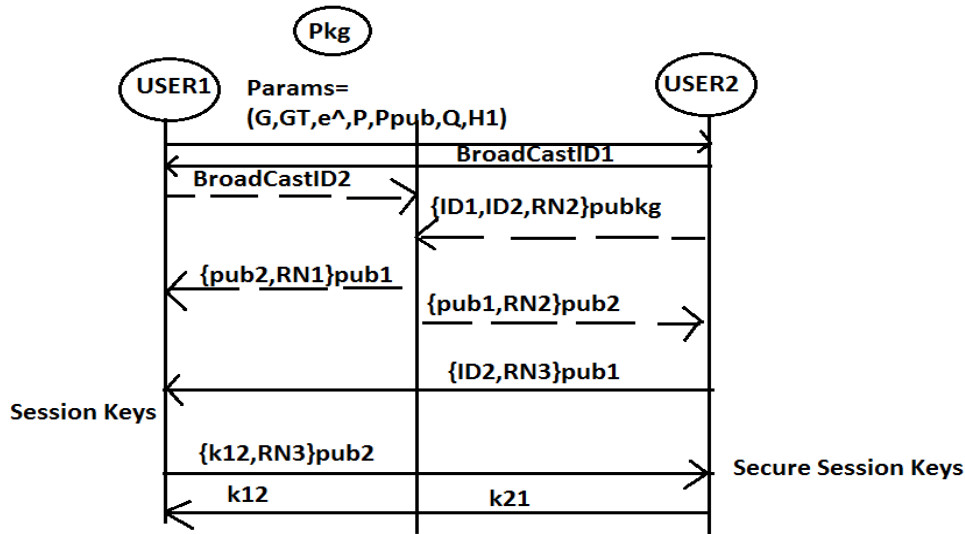 Pkg
USER1
USER2
Params=
(G,GT,e^,P,Ppub,Q,H1)
BroadCastID1
BroadCastID2
{ID1,ID2,RN2}pubkg
{pub2,RN1}pub1
{pub1,RN2}pub2
{ID2,RN3}pub1
Session Keys
{k12,RN3}pub2
Secure Session Keys
k12
k21